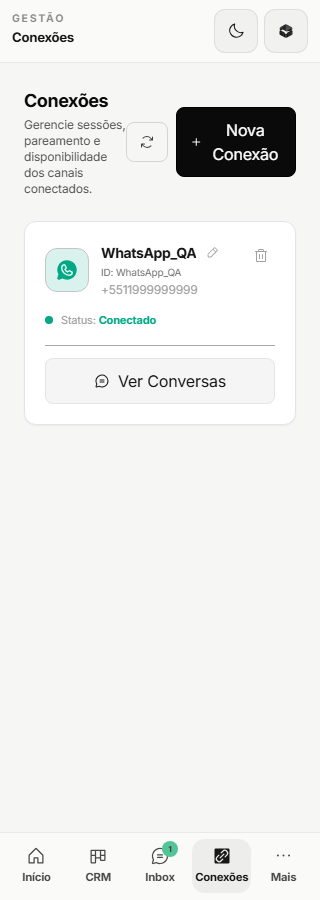 GESTÃO
Conexões
Conexões
Gerencie sessões,
pareamento e
disponibilidade
dos canais
conectados.
Nova
Conexão
WhatsApp_QA
ID: WhatsApp_QA
+5511999999999
Status: Conectado
Ver Conversas
1
Início
CRM
Inbox
Conexões
Mais